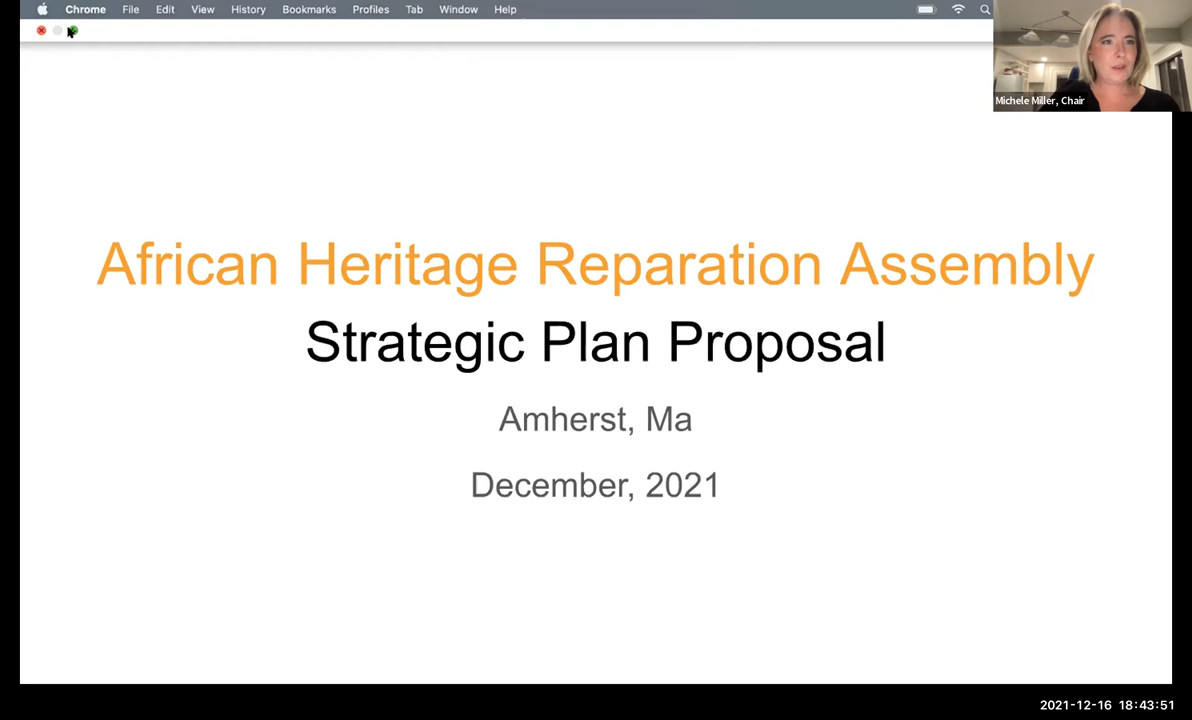 Chrome File Edit View History Bookmarks Profiles Tab Window Help
Michele Miller, Chair
African Heritage Reparation Assembly
Strategic Plan Proposal
Amherst, Ma
December, 2021
2021-12-16 18:43:51